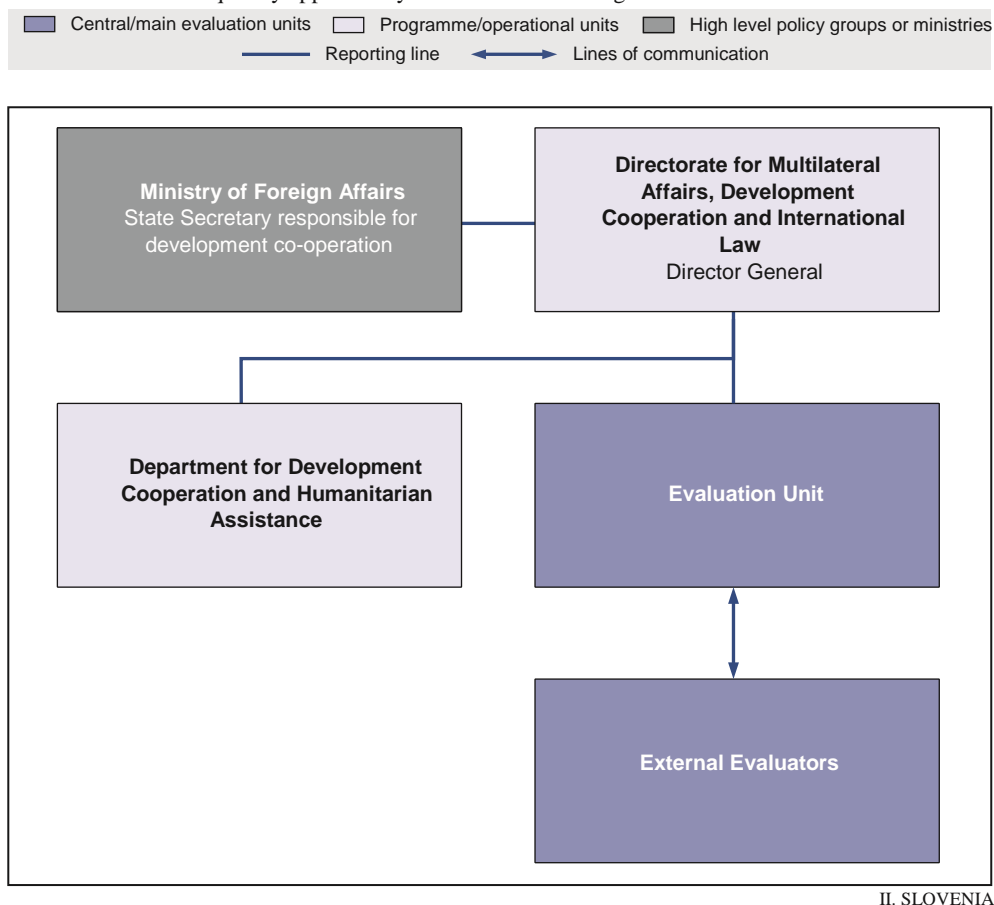 Central/main evaluation units Programme/operational units High level policy groups or ministries
Reporting line Lines of communication
Ministry of Foreign Affairs
State Secretary responsible for
development co-operation
Directorate for Multilateral
Affairs, Development
Cooperation and International
Law
Director General
Department for Development
Cooperation and Humanitarian
Assistance
Evaluation Unit
External Evaluators
II. SLOVENIA